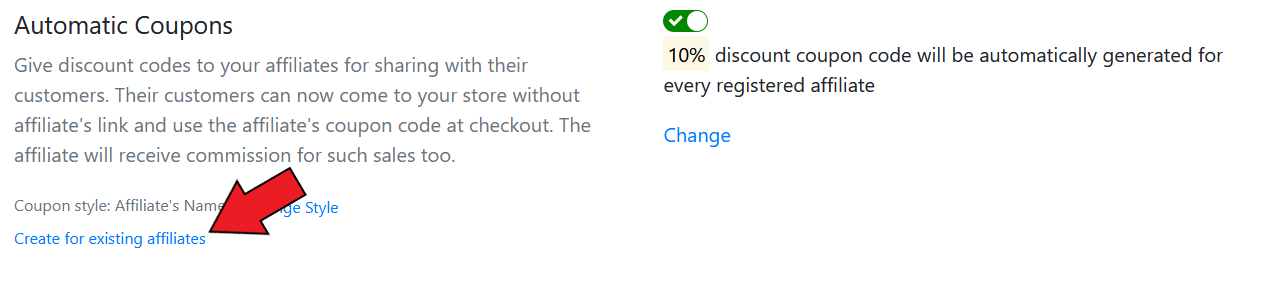 Automatic Coupons
Give discount codes to your affiliates for sharing with their
customers. Their customers can now come to your store without
affiliate's link and use the affiliate's coupon code at checkout. The
affiliate will receive commission for such sales too.
Coupon style: Affiliate's Name Style
Create for existing affiliates
10% discount coupon code will be automatically generated for
every registered affiliate
Change